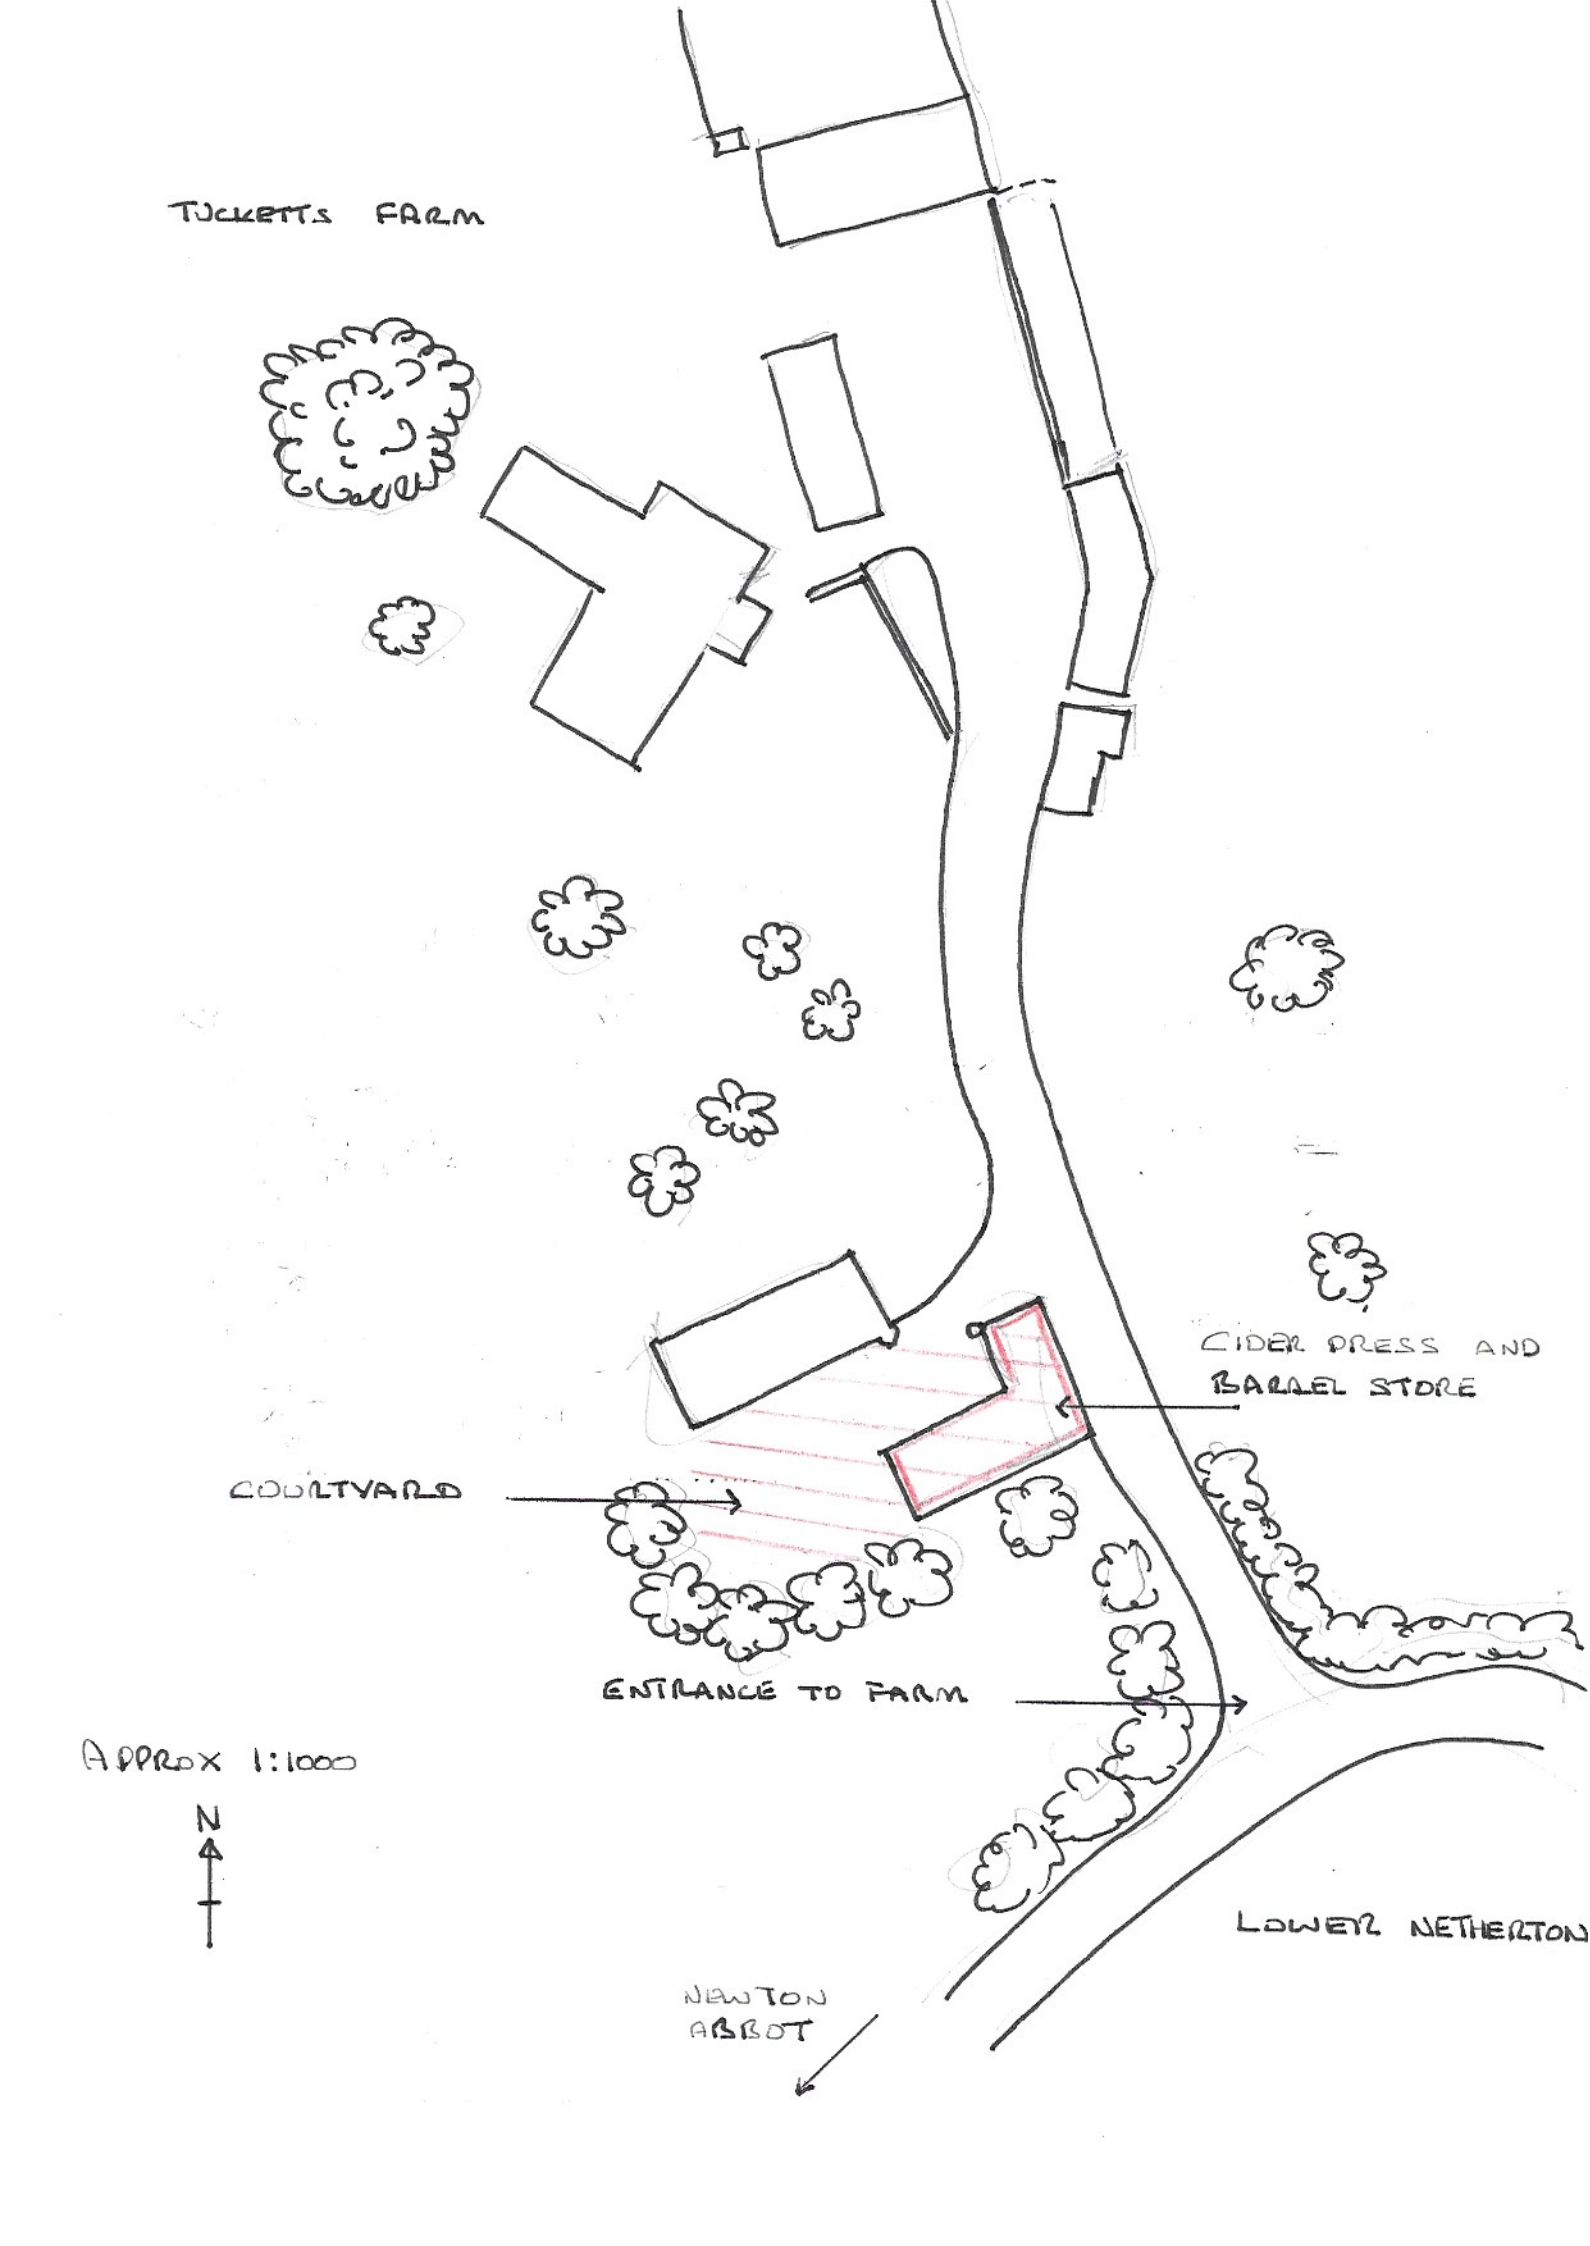 TUCKETTS FARM
CIDER PRESS AND
BARREL STORE
COURTYARD
ENTRANCE TO FARM
APPROX 1:1000
N
LOWER NETHERTON
NEWTON
ABBOT